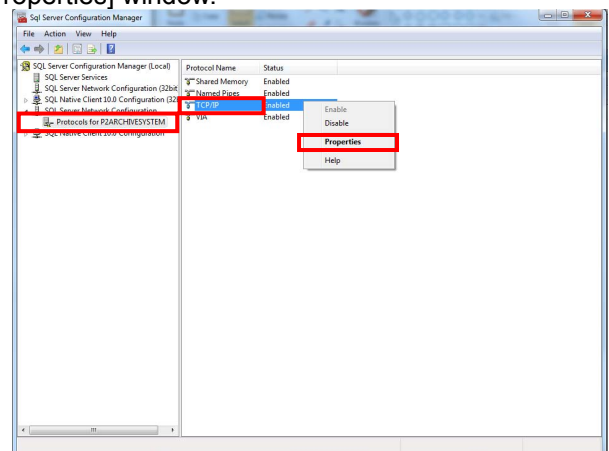 roperties] window.
Sql Server Configuration Manager
File Action View Help
SQL Server Configuration Manager (Local)
SQL Server Services
SQL Server Network Configuration (32bit
SQL Native Client 10.0 Configuration (32
SQL Server Network Configuration
Protocols for P2ARCHIVESYSTEM
SQL Native Client 10.0 Configuration
Protocol Name Status
Shared Memory Enabled
Named Pipes Enabled
TCP/IP Enabled
VIA Enabled
Enable
Disable
Properties
Help